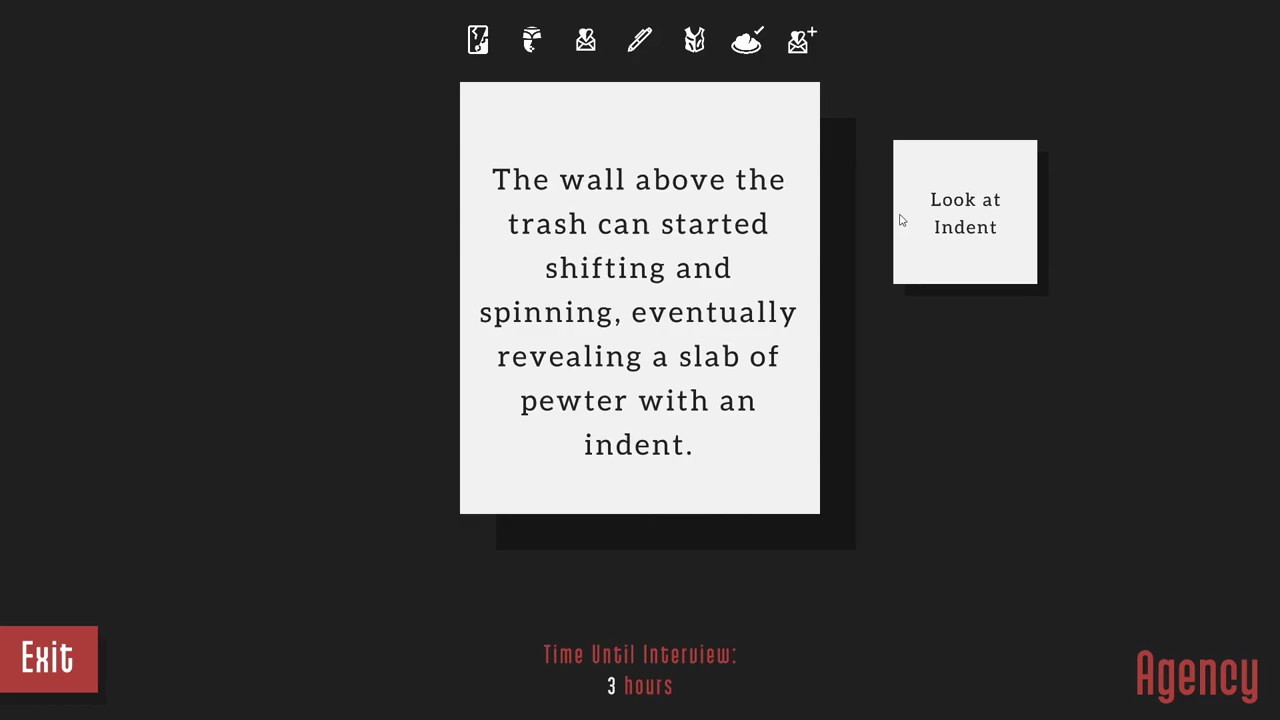 The wall above the
trash can started
shifting and
spinning, eventually
revealing a slab of
pewter with an
indent.
Look at
Indent
Exit
Time Until Interview:
3 hours
Agency